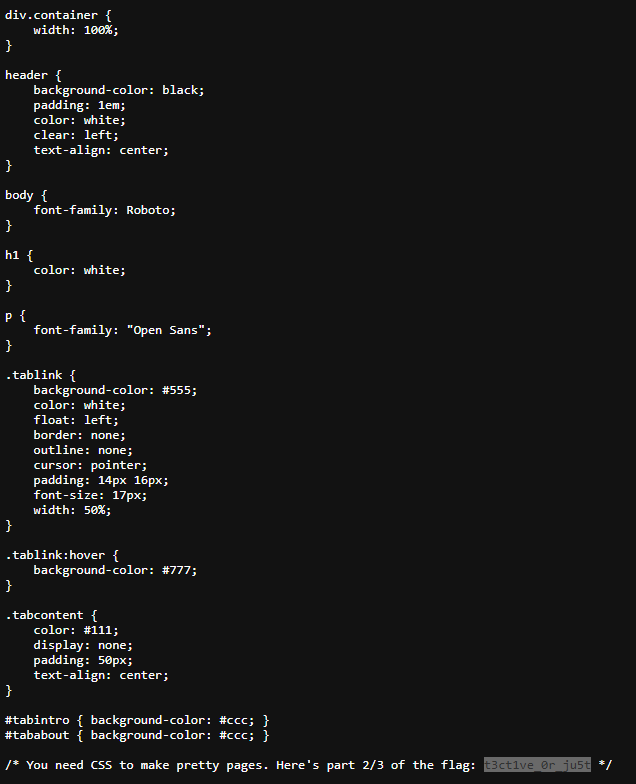 div.container {
    width: 100%;
}

header {
    background-color: black;
    padding: 1em;
    color: white;
    clear: left;
    text-align: center;
}

body {
    font-family: Roboto;
}

h1 {
    color: white;
}

p {
    font-family: "Open Sans";
}

.tablink {
    background-color: #555;
    color: white;
    float: left;
    border: none;
    outline: none;
    cursor: pointer;
    padding: 14px 16px;
    font-size: 17px;
    width: 50%;
}

.tablink:hover {
    background-color: #777;
}

.tabcontent {
    color: #111;
    display: none;
    padding: 50px;
    text-align: center;
}

#tabintro { background-color: #ccc; }
#tababout { background-color: #ccc; }

/* You need CSS to make pretty pages. Here's part 2/3 of the flag: t3ct1ve_0r_ju5t */